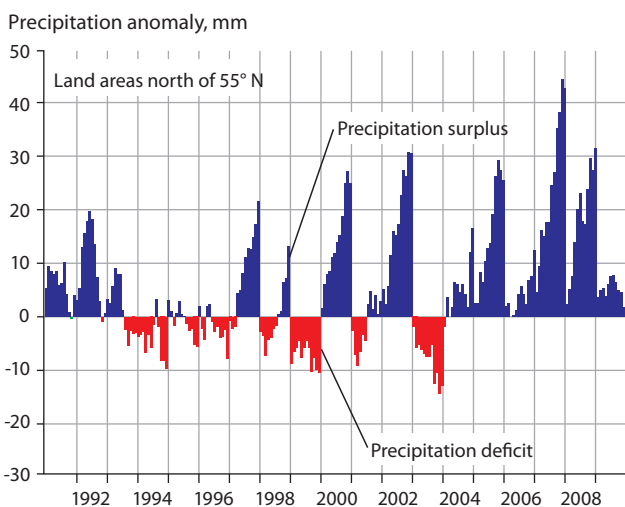 Precipitation anomaly, mm
50
Land areas north of 55° N
40
Precipitation surplus
30
20
10
0
-10
-20
Precipitation deficit
-30
1992 1994 1996 1998 2000 2002 2004 2006 2008